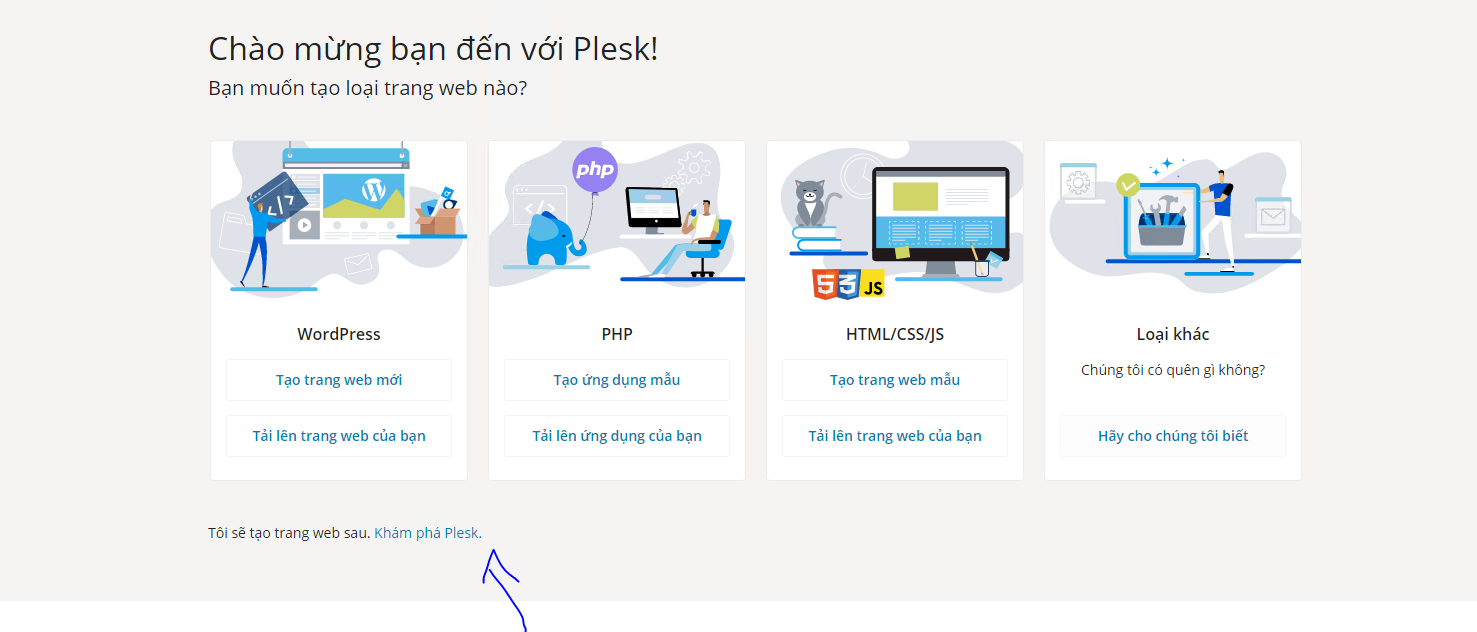 Chào mừng bạn đến với Plesk!
Bạn muốn tạo loại trang web nào?
php
</>
</>
5
3
JS
WordPress
PHP
HTML/CSS/JS
Loại khác
Chúng tôi có quên gì không?
Tạo trang web mới
Tạo ứng dụng mẫu
Tạo trang web mẫu
Tải lên trang web của bạn
Tải lên ứng dụng của bạn
Tải lên trang web của bạn
Hãy cho chúng tôi biết
Tôi sẽ tạo trang web sau. Khám phá Plesk.